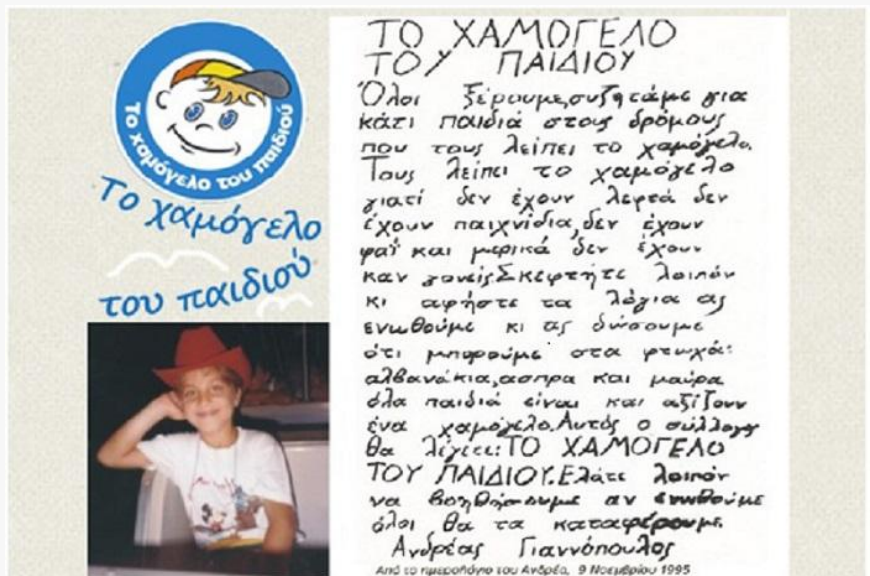 Το χαμόγελο του παιδιού
Το χαμόγελο
του παιδιού
ΤΟ ΧΑΜΟΓΕΛΟ
ΤΟΥ ΠΑΙΔΙΟΥ
Όλοι ξέρουμε,συζητάμε για
κάτι παιδιά στους δρόμους
που τους λείπει το χαμόγελο.
Τους λείπει το χαμόγελο
γιατί δεν έχουν λεφτά δεν
έχουν παιχνίδια,δεν έχουν
φαΐ και μερικά δεν έχουν
καν γονείς.Σκεφτήτε λοιπόν
κι αφήστε τα λόγια ας
ενωθούμε κι ας δώσουμε
ότι μπορούμε στα φτωχά:
αλβανάκια,ασπρα και μαύρα
όλα παιδιά είναι και αξίζουν
ένα χαμόγελο.Αυτός ο σύλλογος
θα λέγεται:ΤΟ ΧΑΜΟΓΕΛΟ
ΤΟΥ ΠΑΙΔΙΟΥ.Ελάτε λοιπόν
να βοηθήσουμε αν ενωθούμε
όλοι θα τα καταφέρουμε.
Ανδρέας Γιαννόπουλος
Από το ημερολόγιο του Ανδρέα, 9 Νοεμβρίου 1995